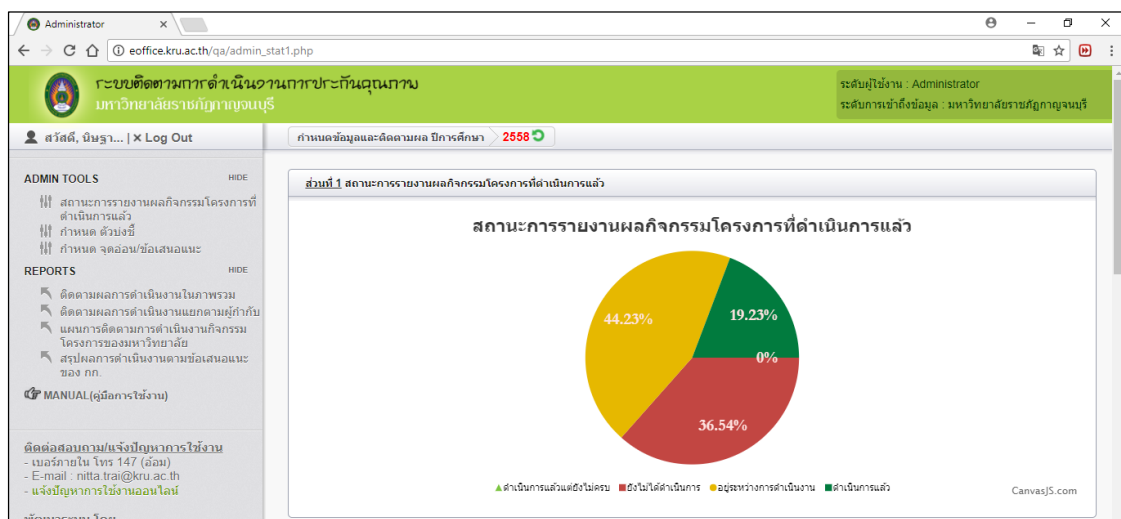 Administrator
eoffice.kru.ac.th/qa/admin_stat1.php
ระบบติดตามการดำเนินงานการประกันคุณภาพ
มหาวิทยาลัยราชภัฏกาญจนบุรี
ระดับผู้ใช้งาน : Administrator
ระดับการเข้าถึงข้อมูล : มหาวิทยาลัยราชภัฏกาญจนบุรี
สวัสดี, นิษฐา... | × Log Out
กำหนดข้อมูลและติดตามผล ปีการศึกษา 2558
ADMIN TOOLS HIDE
สถานะการรายงานผลกิจกรรมโครงการที่
ดำเนินการแล้ว
กำหนด ตัวบ่งชี้
กำหนด จุดอ่อน/ข้อเสนอแนะ
REPORTS HIDE
ติดตามผลการดำเนินงานในภาพรวม
ติดตามผลการดำเนินงานแยกตามผู้กำกับ
แผนการติดตามการดำเนินงานกิจกรรม
โครงการของมหาวิทยาลัย
สรุปผลการดำเนินงานตามข้อเสนอแนะ
ของ กก.
MANUAL(คู่มือการใช้งาน)
ติดต่อสอบถาม/แจ้งปัญหาการใช้งาน
- เบอร์ภายใน โทร 147 (อ้อม)
- E-mail : nitta.trai@kru.ac.th
- แจ้งปัญหาการใช้งานออนไลน์
ส่วนที่ 1 สถานะการรายงานผลกิจกรรมโครงการที่ดำเนินการแล้ว
สถานะการรายงานผลกิจกรรมโครงการที่ดำเนินการแล้ว
44.23%
19.23%
0%
36.54%
ดำเนินการแล้วแต่ยังไม่ครบ ยังไม่ได้ดำเนินการ อยู่ระหว่างการดำเนินงาน ดำเนินการแล้ว
CanvasJS.com